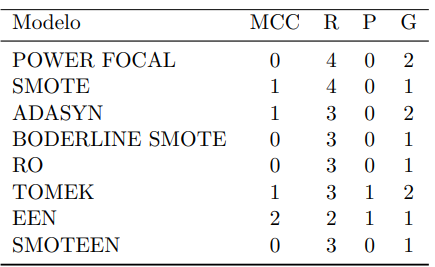 Modelo MCC R P G
POWER FOCAL 0 4 0 2
SMOTE 1 4 0 1
ADASYN 1 3 0 2
BODERLINE SMOTE 0 3 0 1
RO 0 3 0 1
TOMEK 1 3 1 2
EEN 2 2 1 1
SMOTEEN 0 3 0 1